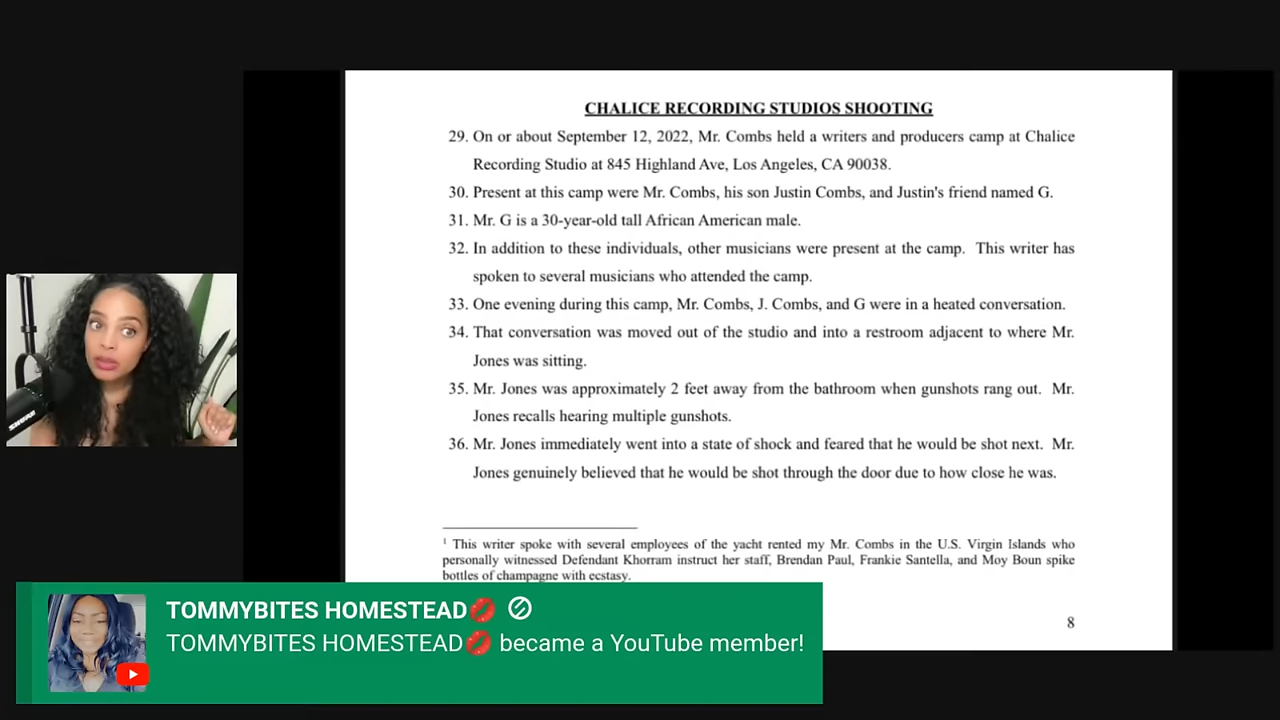 CHALICE RECORDING STUDIOS SHOOTING
29. On or about September 12, 2022, Mr. Combs held a writers and producers camp at Chalice
Recording Studio at 845 Highland Ave, Los Angeles, CA 90038.
30. Present at this camp were Mr. Combs, his son Justin Combs, and Justin's friend named G.
31. Mr. G is a 30-year-old tall African American male.
32. In addition to these individuals, other musicians were present at the camp. This writer has
spoken to several musicians who attended the camp.
33. One evening during this camp, Mr. Combs, J. Combs, and G were in a heated conversation.
34. That conversation was moved out of the studio and into a restroom adjacent to where Mr.
Jones was sitting.
35. Mr. Jones was approximately 2 feet away from the bathroom when gunshots rang out. Mr.
Jones recalls hearing multiple gunshots.
36. Mr. Jones immediately went into a state of shock and feared that he would be shot next. Mr.
Jones genuinely believed that he would be shot through the door due to how close he was.
1 This writer spoke with several employees of the yacht rented my Mr. Combs in the U.S. Virgin Islands who
personally witnessed Defendant Khorram instruct her staff, Brendan Paul, Frankie Santella, and Moy Boun spike
bottles of champagne with ecstasy.
8
SHURE
TOMMYBITES HOMESTEAD💋
TOMMYBITES HOMESTEAD💋 became a YouTube member!